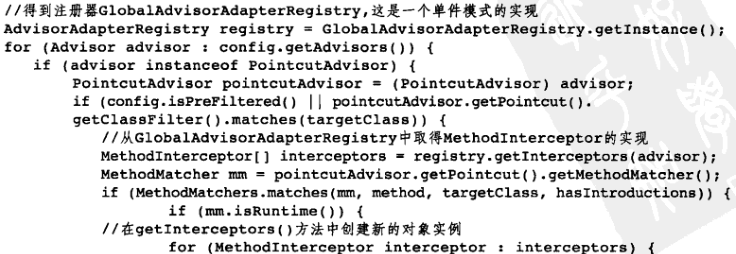 //得到注册器GlobalAdvisorAdapterRegistry,这是一个单件模式的实现
AdvisorAdapterRegistry registry = GlobalAdvisorAdapterRegistry.getInstance();
for (Advisor advisor : config.getAdvisors()) {
if (advisor instanceof PointcutAdvisor) {
PointcutAdvisor pointcutAdvisor = (PointcutAdvisor) advisor;
if (config.isPreFiltered() || pointcutAdvisor.getPointcut().
getClassFilter().matches(targetClass)) {
//从GlobalAdvisorAdapterRegistry中取得MethodInterceptor的实现
MethodInterceptor[] interceptors = registry.getInterceptors(advisor);
MethodMatcher mm = pointcutAdvisor.getPointcut().getMethodMatcher();
if (MethodMatchers.matches(mm, method, targetClass, hasIntroductions)) {
if (mm.isRuntime()) {
//在getInterceptors()方法中创建新的对象实例
for (MethodInterceptor interceptor : interceptors) {